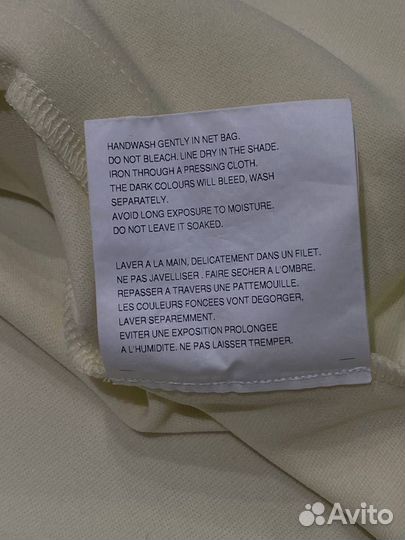 HANDWASH GENTLY IN NET BAG.
DO NOT BLEACH. LINE DRY IN THE SHADE.
IRON THROUGH A PRESSING CLOTH.
THE DARK COLOURS WILL BLEED, WASH
SEPARATELY.
AVOID LONG EXPOSURE TO MOISTURE.
DO NOT LEAVE IT SOAKED.
LAVER A LA MAIN, DELICATEMENT DANS UN FILET.
NE PAS JAVELLISER . FAIRE SECHER A L'OMBRE.
REPASSER A TRAVERS UNE PATTEMOUILLE.
LES COULEURS FONCEES VONT DEGORGER,
LAVER SEPAREMMENT.
EVITER UNE EXPOSITION PROLONGEE
A L'HUMIDITE. NE PAS LAISSER TREMPER.
Avito